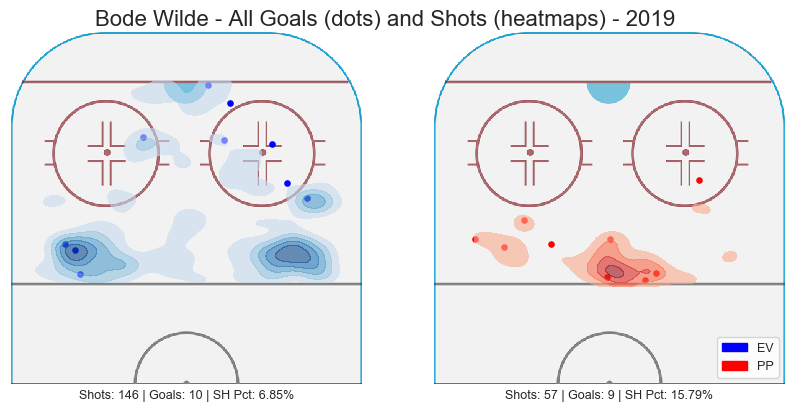 Bode Wilde - All Goals (dots) and Shots (heatmaps) - 2019
EV
PP
Shots: 146 | Goals: 10 | SH Pct: 6.85%
Shots: 57 | Goals: 9 | SH Pct: 15.79%